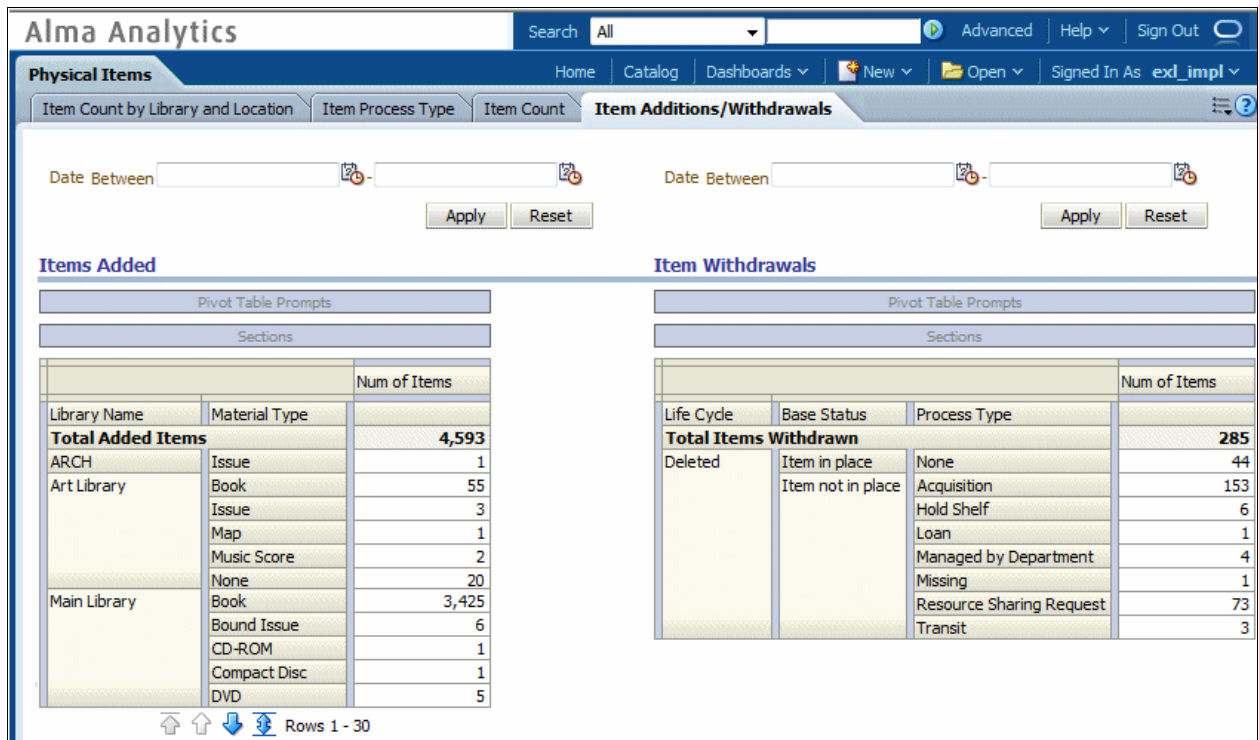 Alma Analytics
Search All Advanced Help Sign Out
Physical Items
Home Catalog Dashboards New Open Signed In As exl_impl
Item Count by Library and Location Item Process Type Item Count Item Additions/Withdrawals
Date Between - Date Between -
Apply Reset Apply Reset
Items Added
Pivot Table Prompts
Sections
Num of Items
Library Name Material Type
Total Added Items 4,593
ARCH Issue 1
Art Library Book 55
Issue 3
Map 1
Music Score 2
None 20
Main Library Book 3,425
Bound Issue 6
CD-ROM 1
Compact Disc 1
DVD 5
Rows 1 - 30
Item Withdrawals
Pivot Table Prompts
Sections
Num of Items
Life Cycle Base Status Process Type
Total Items Withdrawn 285
Deleted Item in place None 44
Item not in place Acquisition 153
Hold Shelf 6
Loan 1
Managed by Department 4
Missing 1
Resource Sharing Request 73
Transit 3